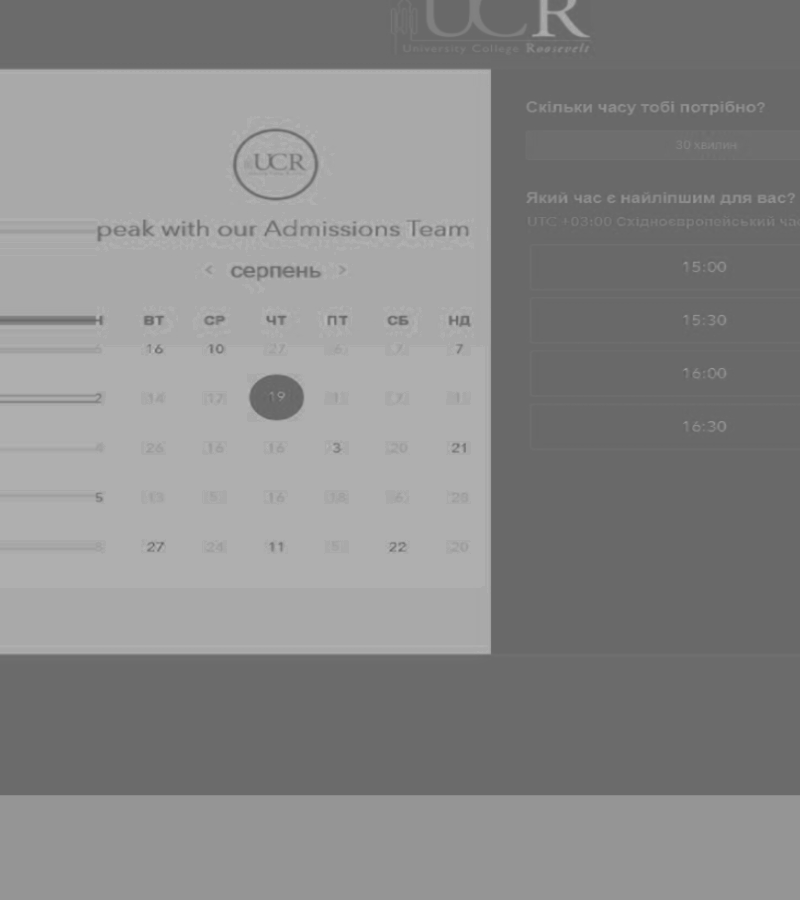 UCR
University College Roosevelt
UCR
peak with our Admissions Team
< серпень >
ВТ СР ЧТ ПТ СБ НД
16 10 27 6 7 7
2 14 17 19 1 7 1
4 26 16 16 3 20 21
5 13 5 16 18 6 28
27 24 11 5 22 20
Скільки часу тобі потрібно?
30 хвилин
Який час є найліпшим для вас?
UTC +03:00 Східноєвропейський
15:00
15:30
16:00
16:30